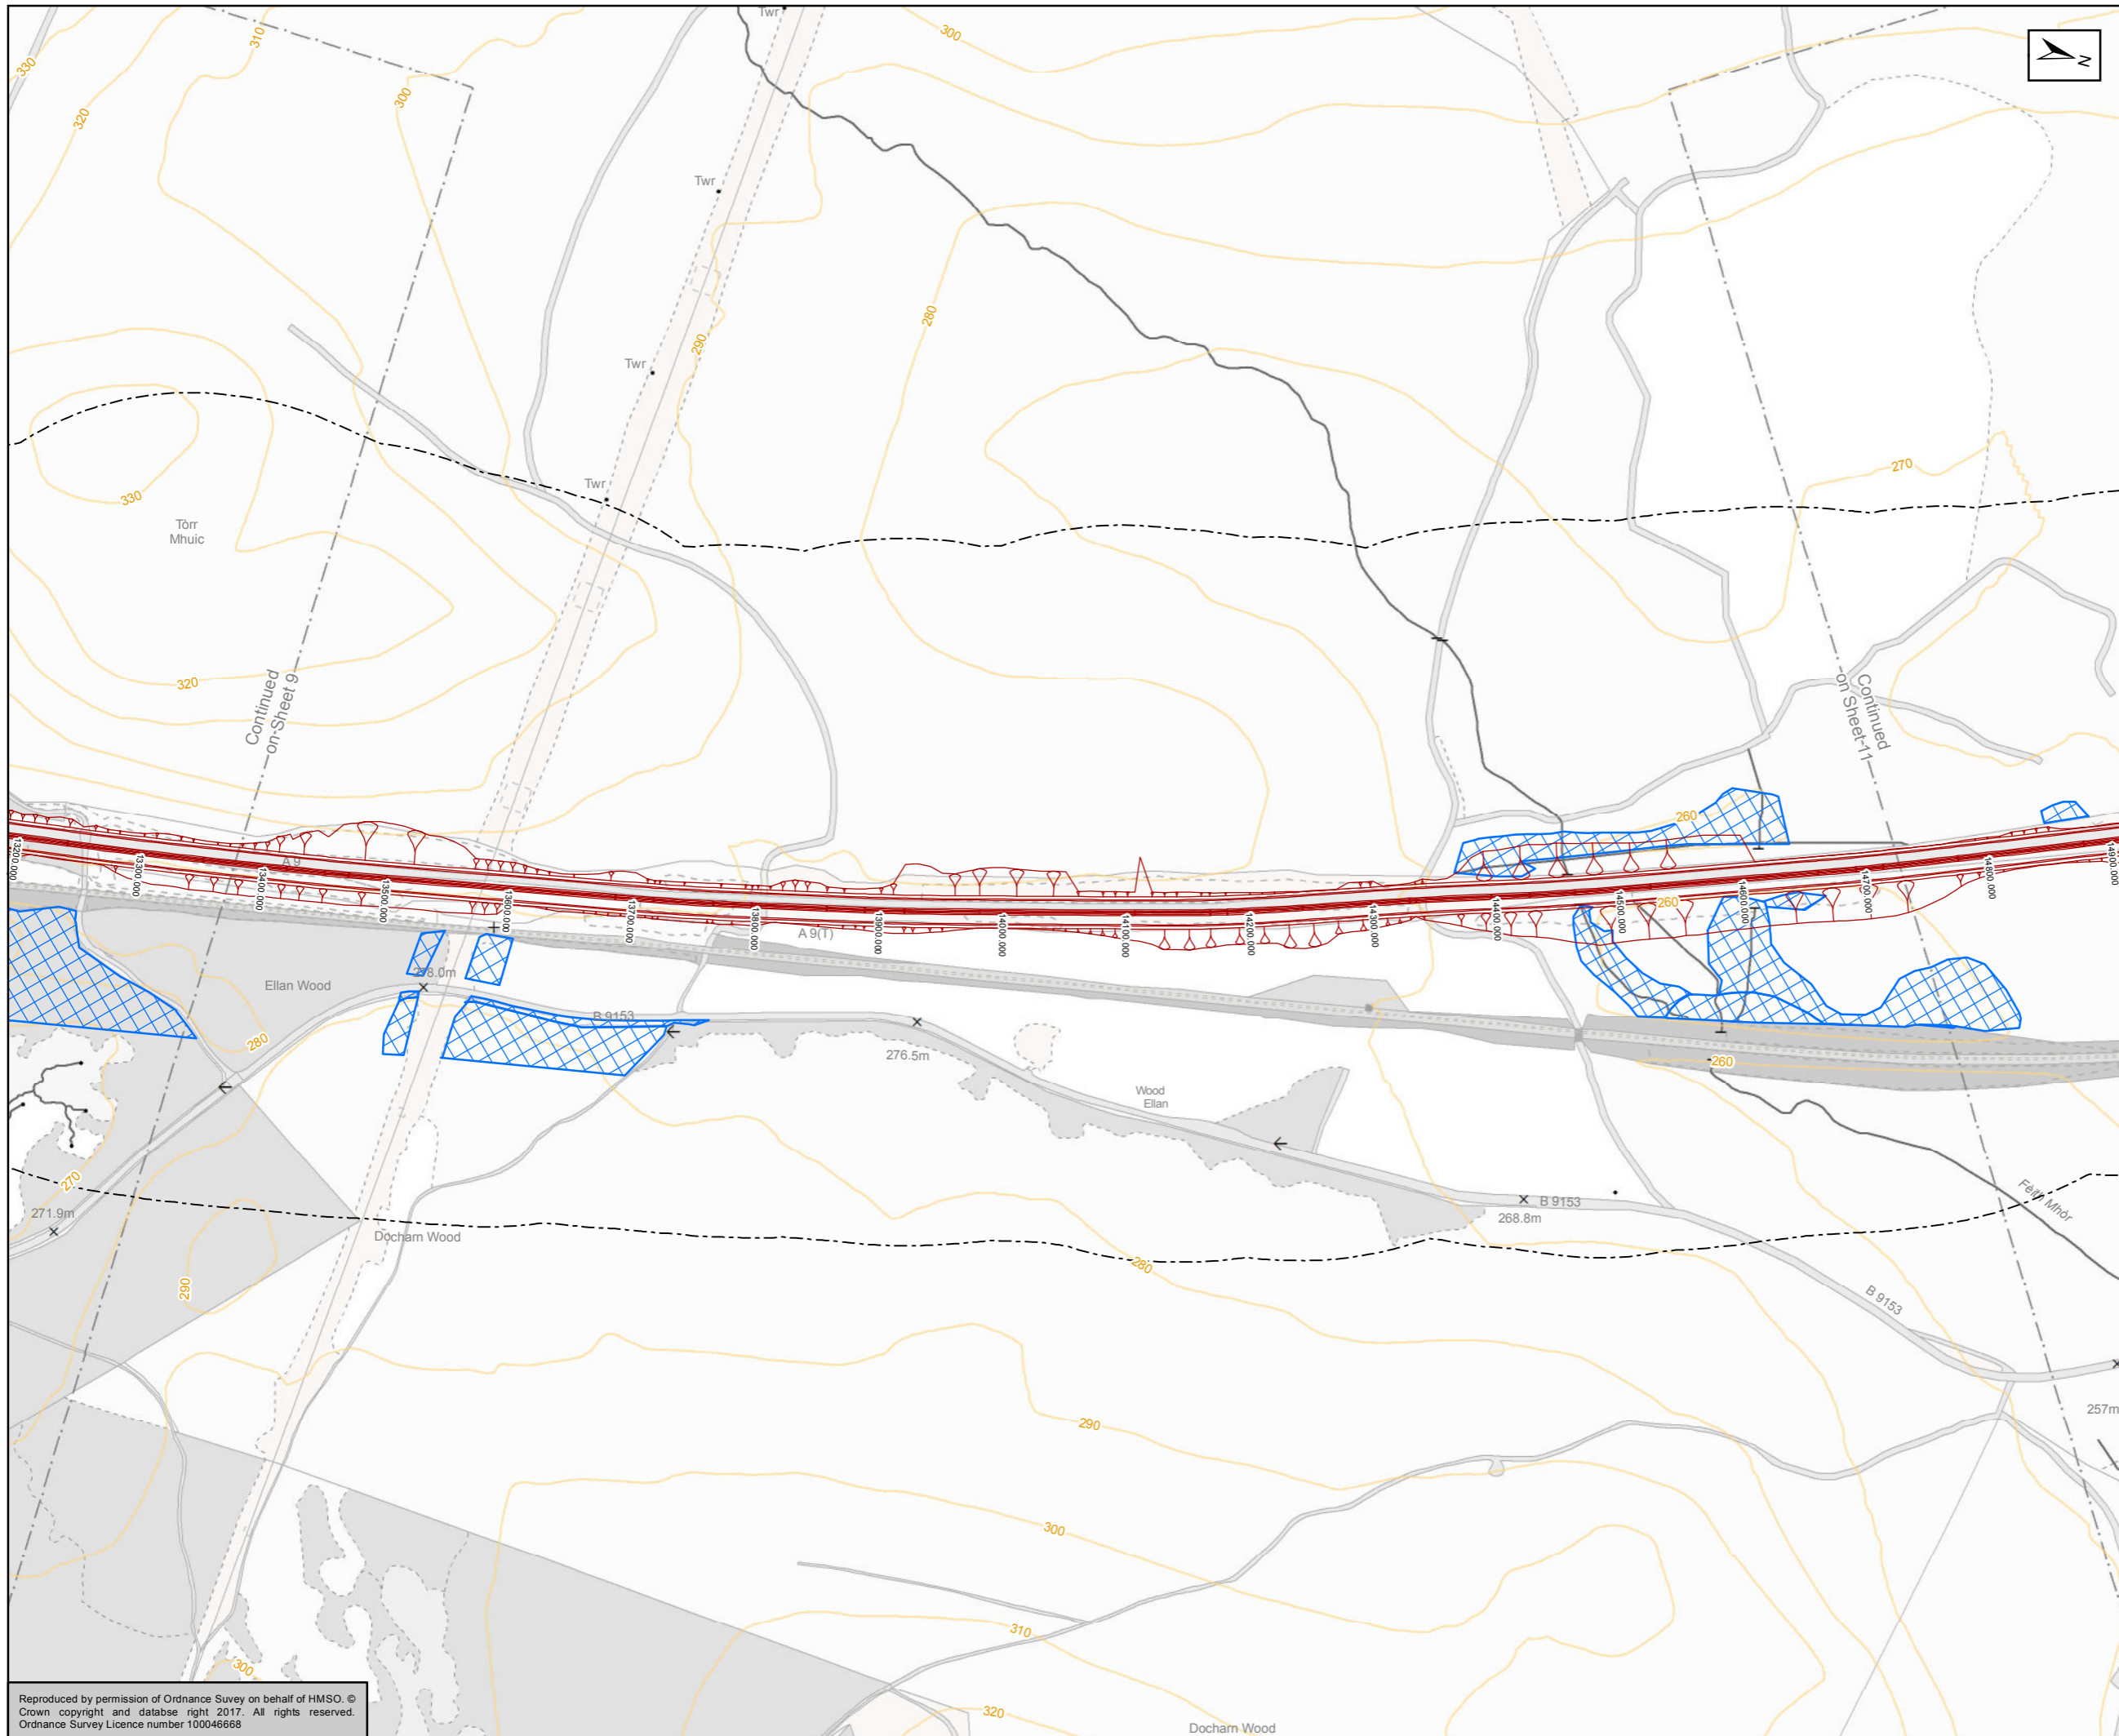 Twr
300
310
330
300
320
N
Twr
280
290
Twr
270
Twr
330
Tòrr
Mhuic
320
Continued
on Sheet 9
Continued
on Sheet 11
260
A 9
13200.000
13300.000
13400.000
13500.000
13600.000
13700.000
13800.000
13900.000
14000.000
14100.000
14200.000
14300.000
14400.000
14500.000
14600.000
14700.000
14800.000
14900.000
260
A 9(T)
278.0m
Ellan Wood
B 9153
280
276.5m
260
Wood
Ellan
270
271.9m
B 9153
268.8m
Fèith Mhòr
Docharn Wood
280
290
B 9153
257m
290
300
310
300
320
Docharn Wood
Reproduced by permission of Ordnance Suvey on behalf of HMSO. ©
Crown copyright and databse right 2017. All rights reserved.
Ordnance Survey Licence number 100046668